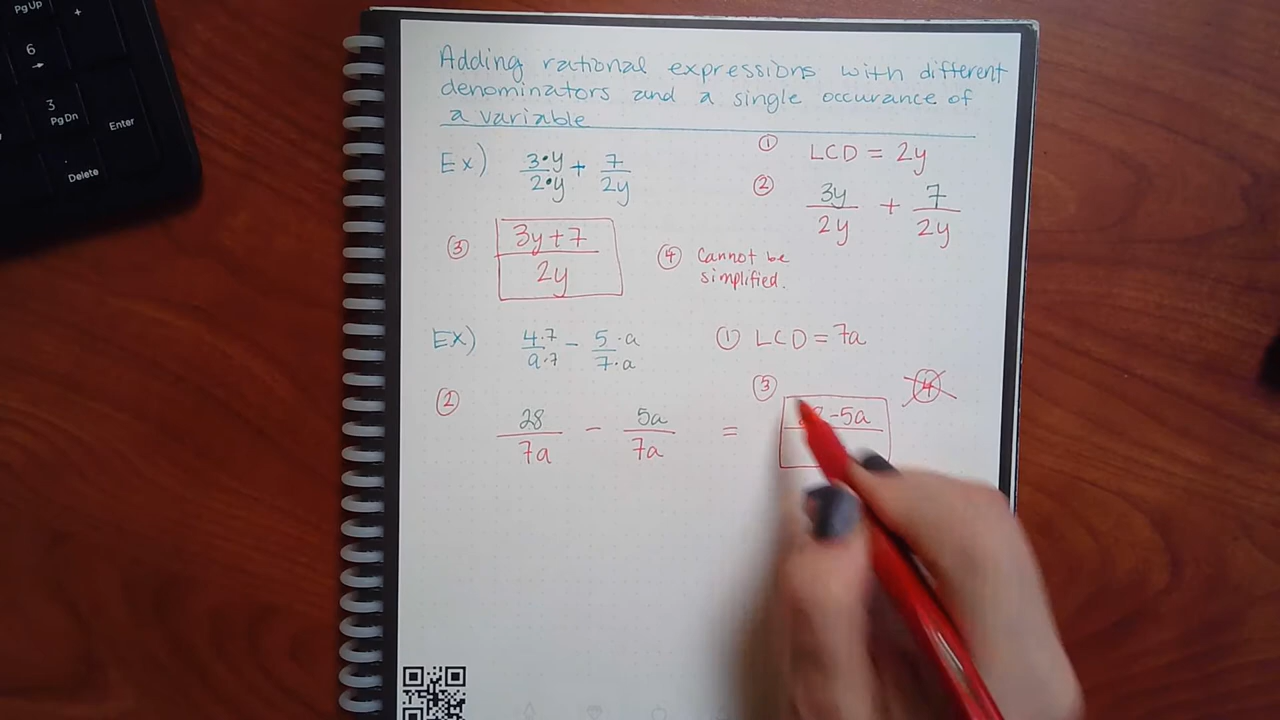 PgUp
+
6
3
PgDn
Enter
Delete
Adding rational expressions with different
denominators and a single occurance of
a variable
Ex) 3•y/2•y + 7/2y
① LCD = 2y
② 3y/2y + 7/2y
③ 3y+7/2y
④ Cannot be
simplified.
EX) 4·7/a·7 - 5·a/7·a
① LCD = 7a
② 28/7a - 5a/7a =
③ -5a
④